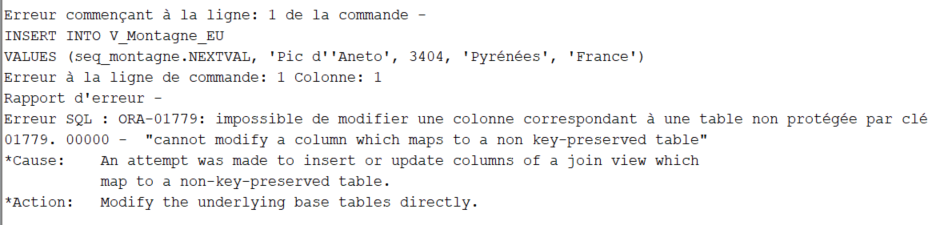 Erreur commençant à la ligne: 1 de la commande -
INSERT INTO V_Montagne_EU
VALUES (seq_montagne.NEXTVAL, 'Pic d''Aneto', 3404, 'Pyrénées', 'France')
Erreur à la ligne de commande: 1 Colonne: 1
Rapport d'erreur -
Erreur SQL : ORA-01779: impossible de modifier une colonne correspondant à une table non protégée par clé
01779. 00000 -  "cannot modify a column which maps to a non key-preserved table"
*Cause:    An attempt was made to insert or update columns of a join view which
           map to a non-key-preserved table.
*Action:   Modify the underlying base tables directly.